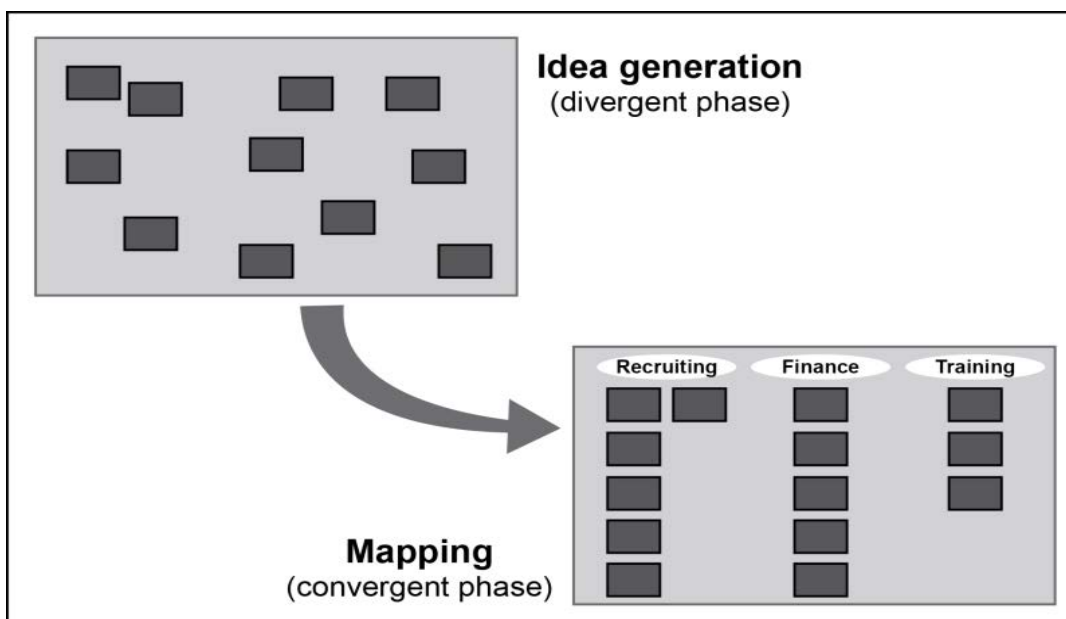 Idea generation
(divergent phase)
Recruiting Finance Training
Mapping
(convergent phase)